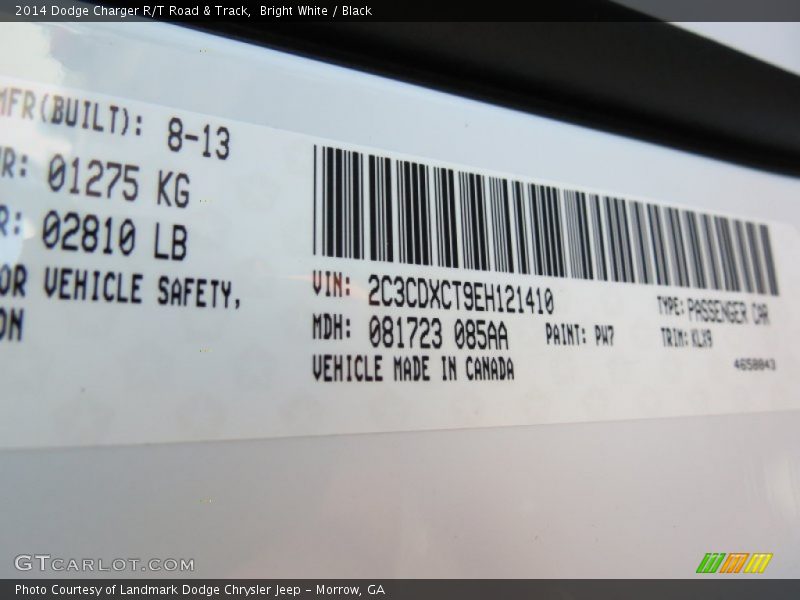 2014 Dodge Charger R/T Road & Track, Bright White / Black
MFR(BUILT): 8-13
R: 01275 KG
R: 02810 LB
OR VEHICLE SAFETY,
ON
VIN: 2C3CDXCT9EH121410
TYPE: PASSENGER CAR
MDH: 081723 085AA
PAINT: PW7
TRIM: KLX9
VEHICLE MADE IN CANADA
4658043
GTCARLOT.COM
Photo Courtesy of Landmark Dodge Chrysler Jeep – Morrow, GA